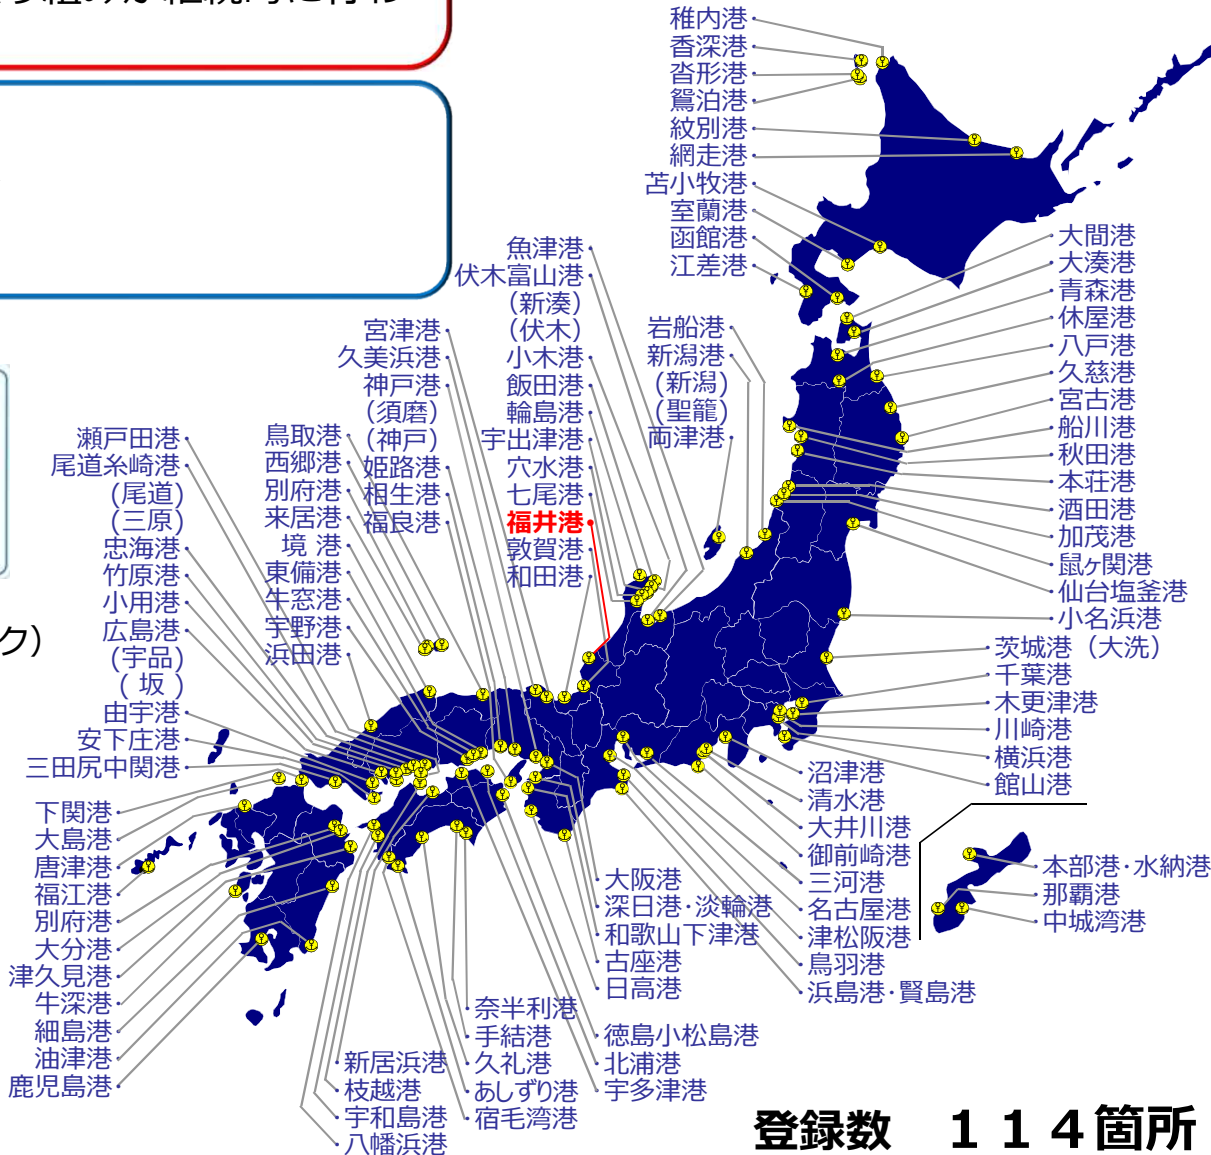 ク）
稚内港
香深港
沓形港
鴛泊港
紋別港
網走港
苫小牧港
室蘭港
函館港
江差港
大間港
大湊港
青森港
休屋港
八戸港
久慈港
宮古港
船川港
秋田港
本荘港
酒田港
加茂港
鼠ヶ関港
仙台塩釜港
小名浜港
茨城港（大洗）
千葉港
木更津港
川崎港
横浜港
館山港
岩船港
新潟港
（新潟）
（聖籠）
両津港
魚津港
伏木富山港
（新湊）
（伏木）
小木港
飯田港
輪島港
宇出津港
穴水港
七尾港
福井港
敦賀港
和田港
宮津港
久美浜港
神戸港
（須磨）
（神戸）
姫路港
相生港
福良港
鳥取港
西郷港
別府港
来居港
境 港
東備港
牛窓港
宇野港
浜田港
瀬戸田港
尾道糸崎港
（尾道）
（三原）
忠海港
竹原港
小用港
広島港
（宇品）
（ 坂 ）
由宇港
安下庄港
三田尻中関港
下関港
大島港
唐津港
福江港
別府港
大分港
津久見港
牛深港
細島港
油津港
鹿児島港
新居浜港
枝越港
宇和島港
八幡浜港
奈半利港
手結港
久礼港
あしずり港
宿毛湾港
徳島小松島港
北浦港
宇多津港
大阪港
深日港・淡輪港
和歌山下津港
古座港
日高港
沼津港
清水港
大井川港
御前崎港
三河港
名古屋港
津松阪港
鳥羽港
浜島港・賢島港
本部港・水納港
那覇港
中城湾港
登録数　１１４箇所